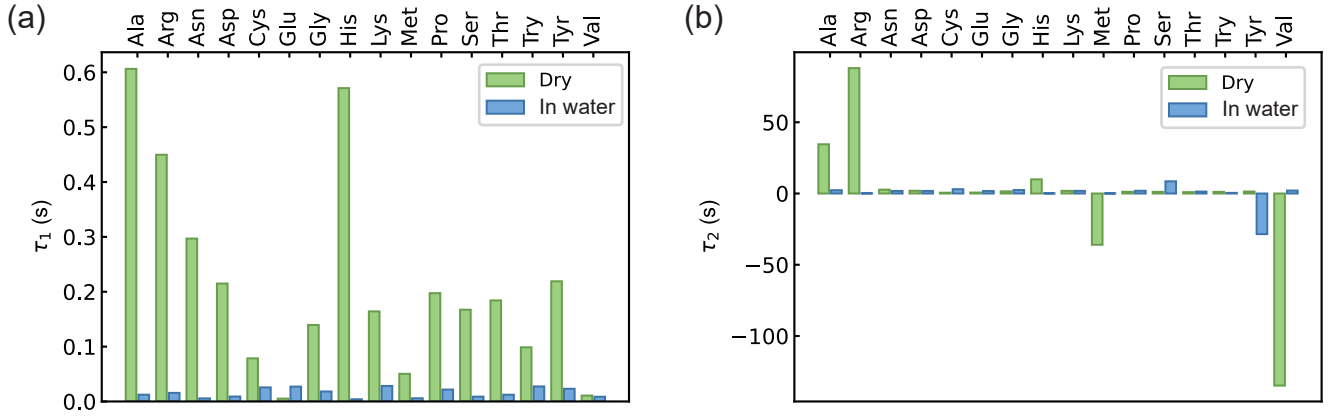 (a)
Ala Arg Asn Asp Cys Glu Gly His Lys Met Pro Ser Thr Try Tyr Val
Dry
In water
0.6
0.5
0.4
0.3
0.2
0.1
0.0
τ1 (s)
(b)
Ala Arg Asn Asp Cys Glu Gly His Lys Met Pro Ser Thr Try Tyr Val
Dry
In water
50
0
−50
−100
τ2 (s)